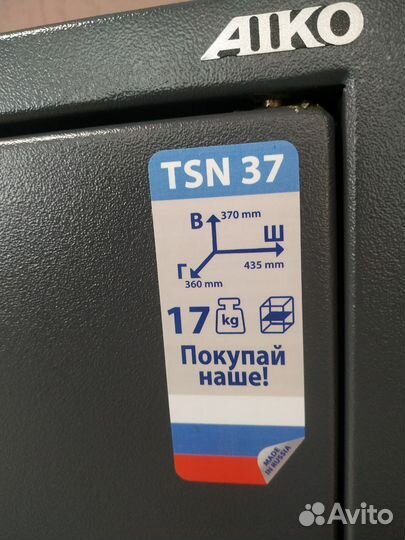 AIKO
TSN 37
В 370 mm
Ш
435 mm
Г
360 mm
17 kg
Покупай
наше!
MADE
IN RUSSIA
Avito